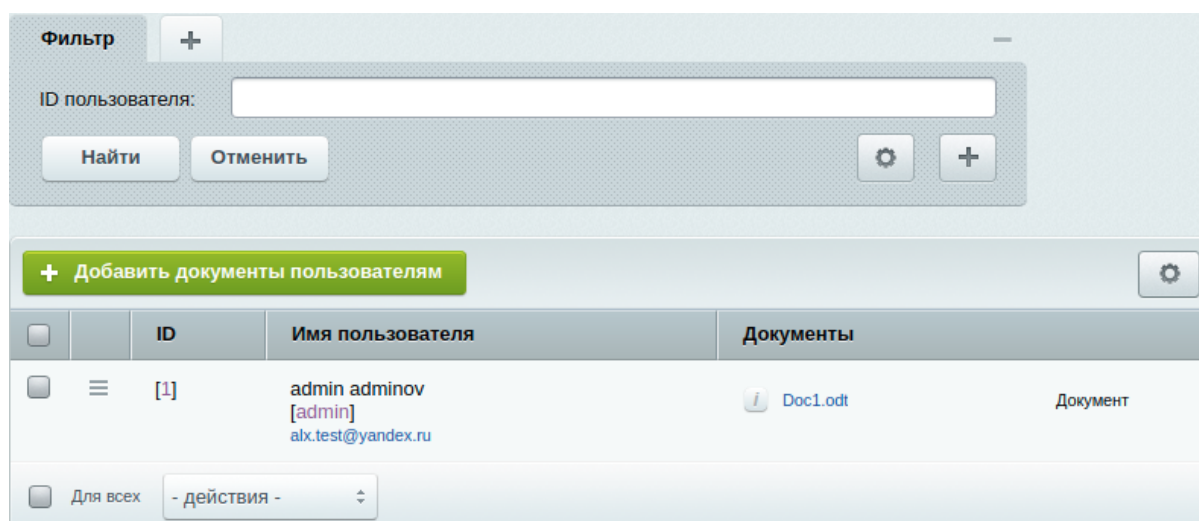 Фильтр
ID пользователя:
Найти Отменить
Добавить документы пользователям
ID Имя пользователя Документы
[1] admin adminov Doc1.odt Документ
[admin]
alx.test@yandex.ru
Для всех - действия -